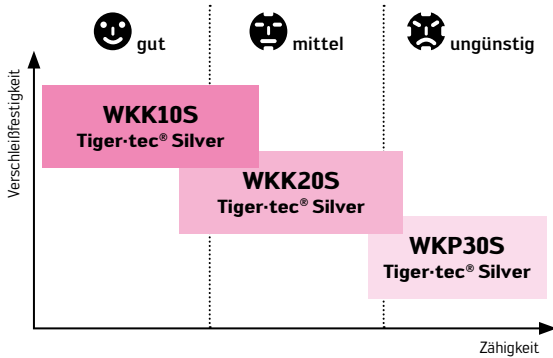 gut
mittel
ungünstig
Verschleißfestigkeit
WKK10S
Tiger·tec® Silver
WKK20S
Tiger·tec® Silver
WKP30S
Tiger·tec® Silver
Zähigkeit